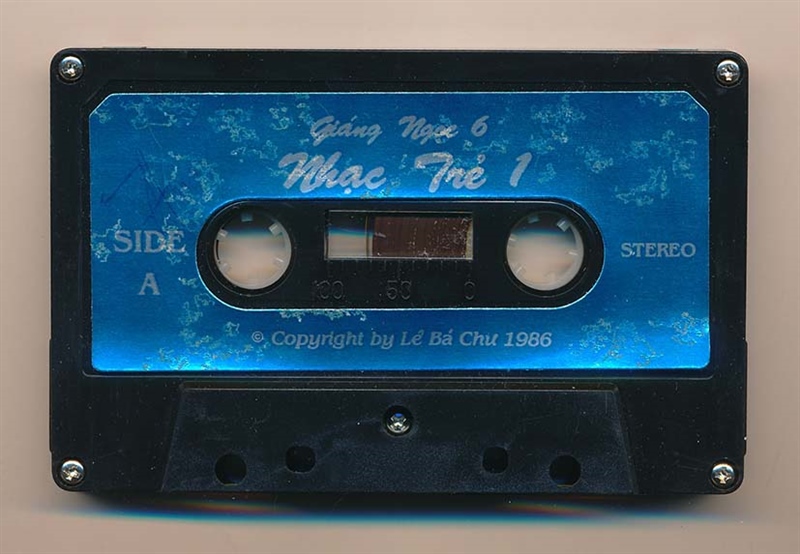 Giáng Ngọc 6
Nhạc Trẻ 1
SIDE
A
STEREO
100 50 0
© Copyright by Lê Bá Chư 1986